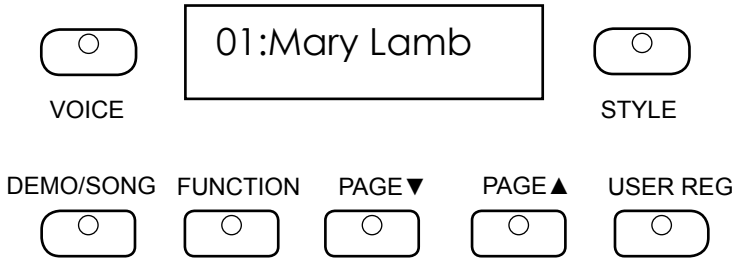 01:Mary Lamb
VOICE STYLE
DEMO/SONG FUNCTION PAGE▼ PAGE▲ USER REG